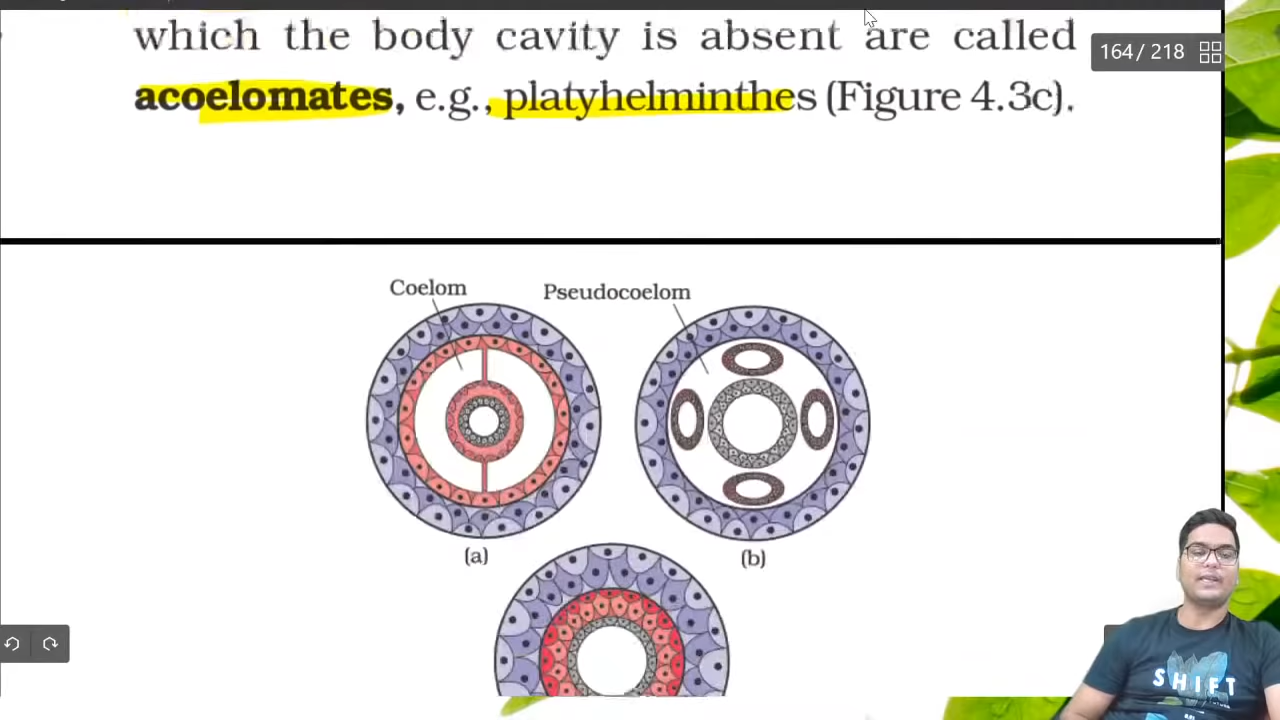 which the body cavity is absent are called
acoelomates, e.g., platyhelminthes (Figure 4.3c).
164 / 218
Coelom
Pseudocoelom
(a)
(b)
SHIFT